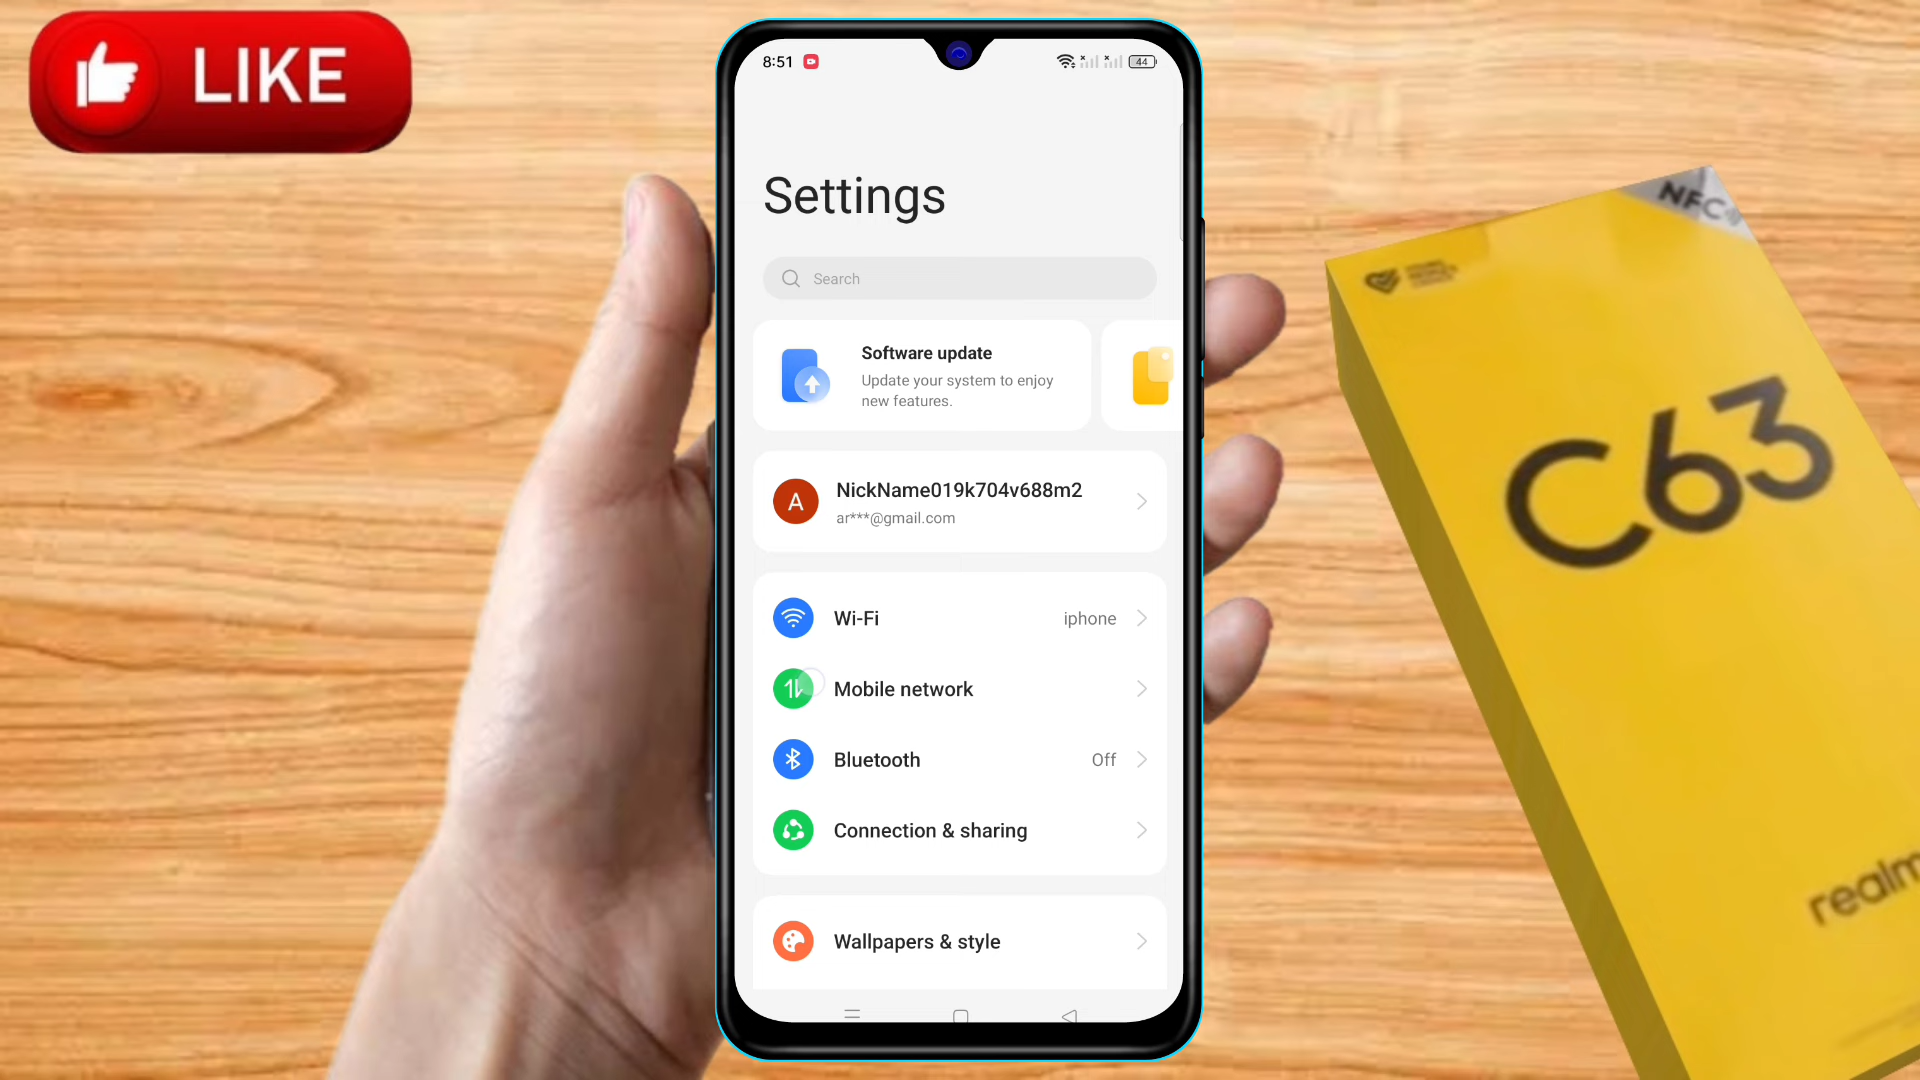 LIKE
8:51
44
Settings
Search
Software update
Update your system to enjoy
new features.
A
NickName019k704v688m2
ar***@gmail.com
Wi-Fi
iphone
Mobile network
Bluetooth
Off
Connection & sharing
Wallpapers & style
NFC
C63
realm